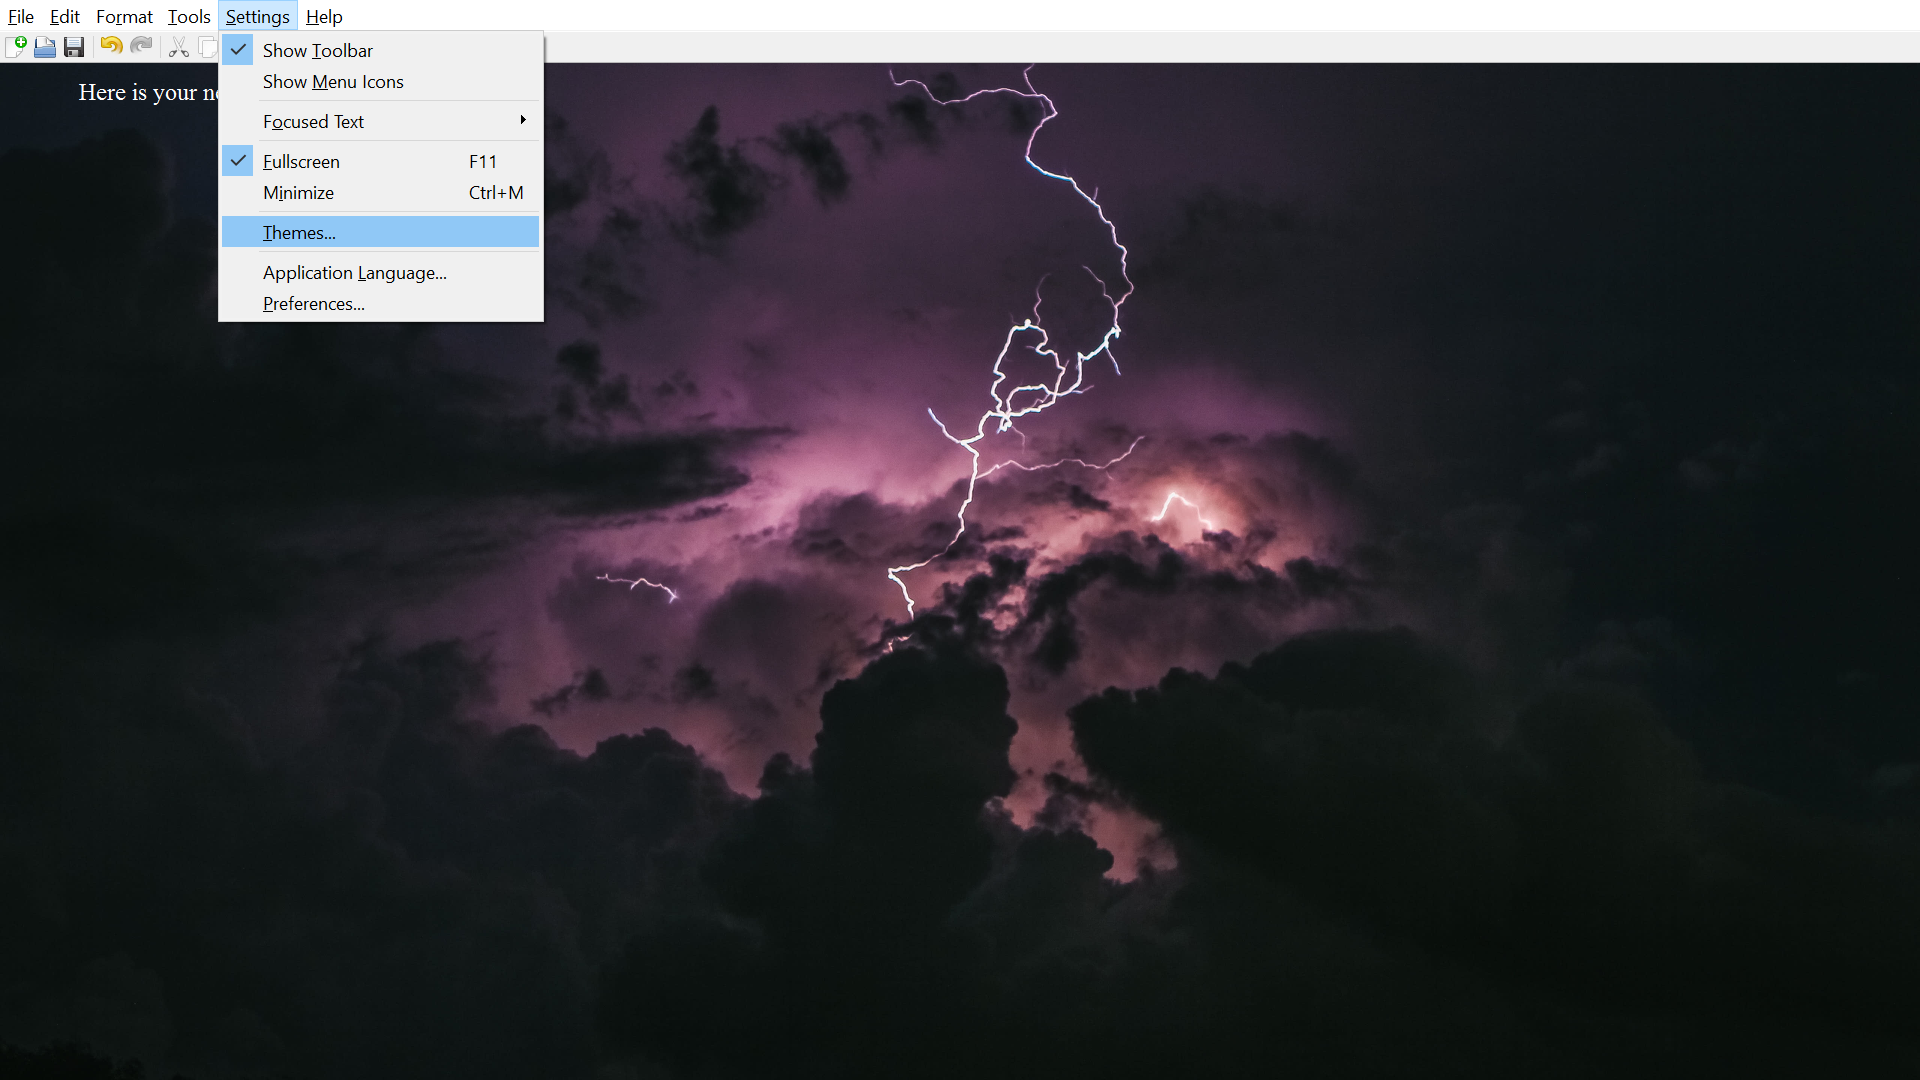 File Edit Format Tools Settings Help
Here is your
Show Toolbar
Show Menu Icons
Focused Text
Fullscreen F11
Minimize Ctrl+M
Themes...
Application Language...
Preferences...